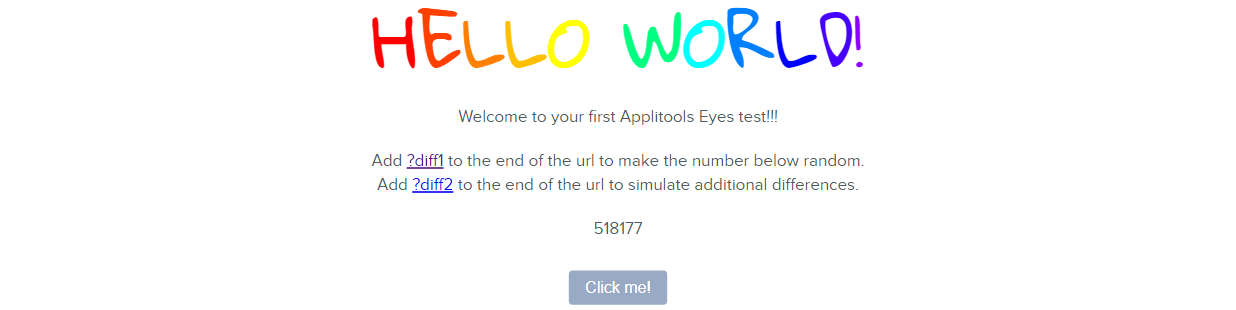 HELLO WORLD!
Welcome to your first Applitools Eyes test!!!
Add ?diff1 to the end of the url to make the number below random.
Add ?diff2 to the end of the url to simulate additional differences.
518177
Click me!